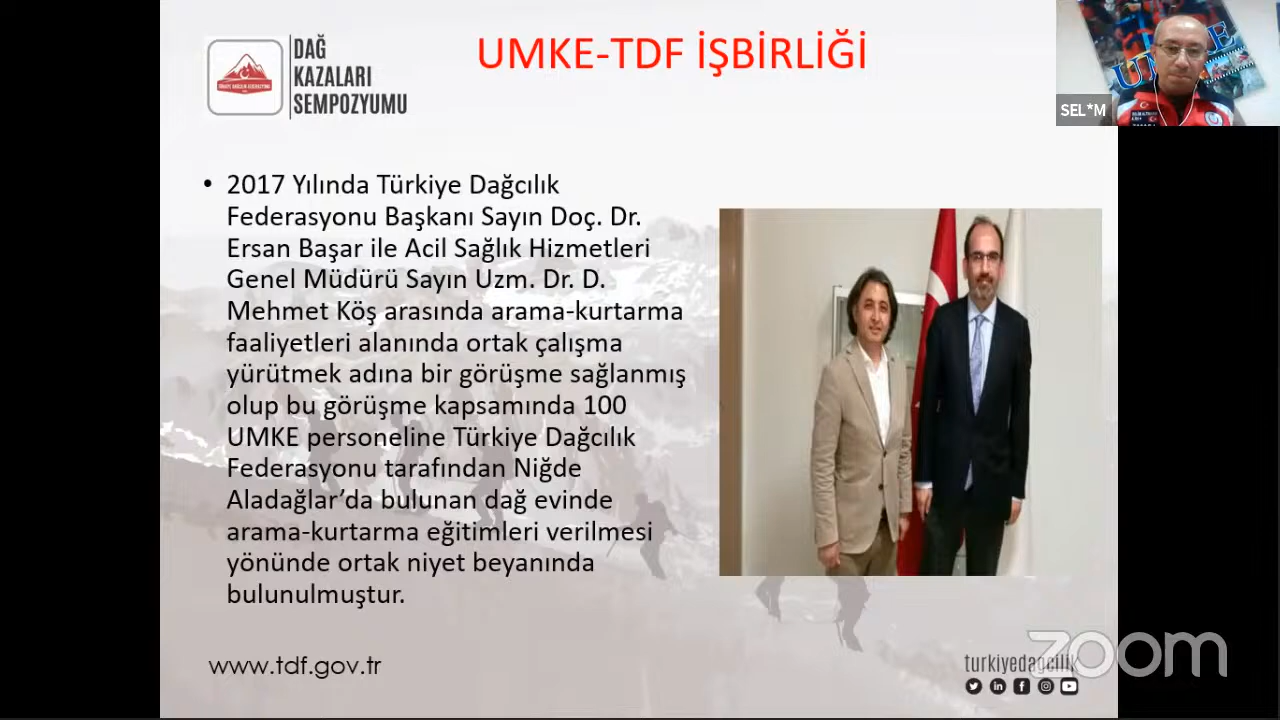 DAĞ
KAZALARI
SEMPOZYUMU
UMKE-TDF İŞBİRLİĞİ
SEL*M
• 2017 Yılında Türkiye Dağcılık
Federasyonu Başkanı Sayın Doç. Dr.
Ersan Başar ile Acil Sağlık Hizmetleri
Genel Müdürü Sayın Uzm. Dr. D.
Mehmet Köş arasında arama-kurtarma
faaliyetleri alanında ortak çalışma
yürütmek adına bir görüşme sağlanmış
olup bu görüşme kapsamında 100
UMKE personeline Türkiye Dağcılık
Federasyonu tarafından Niğde
Aladağlar’da bulunan dağ evinde
arama-kurtarma eğitimleri verilmesi
yönünde ortak niyet beyanında
bulunulmuştur.
www.tdf.gov.tr
turkiyedagcilik
zoom